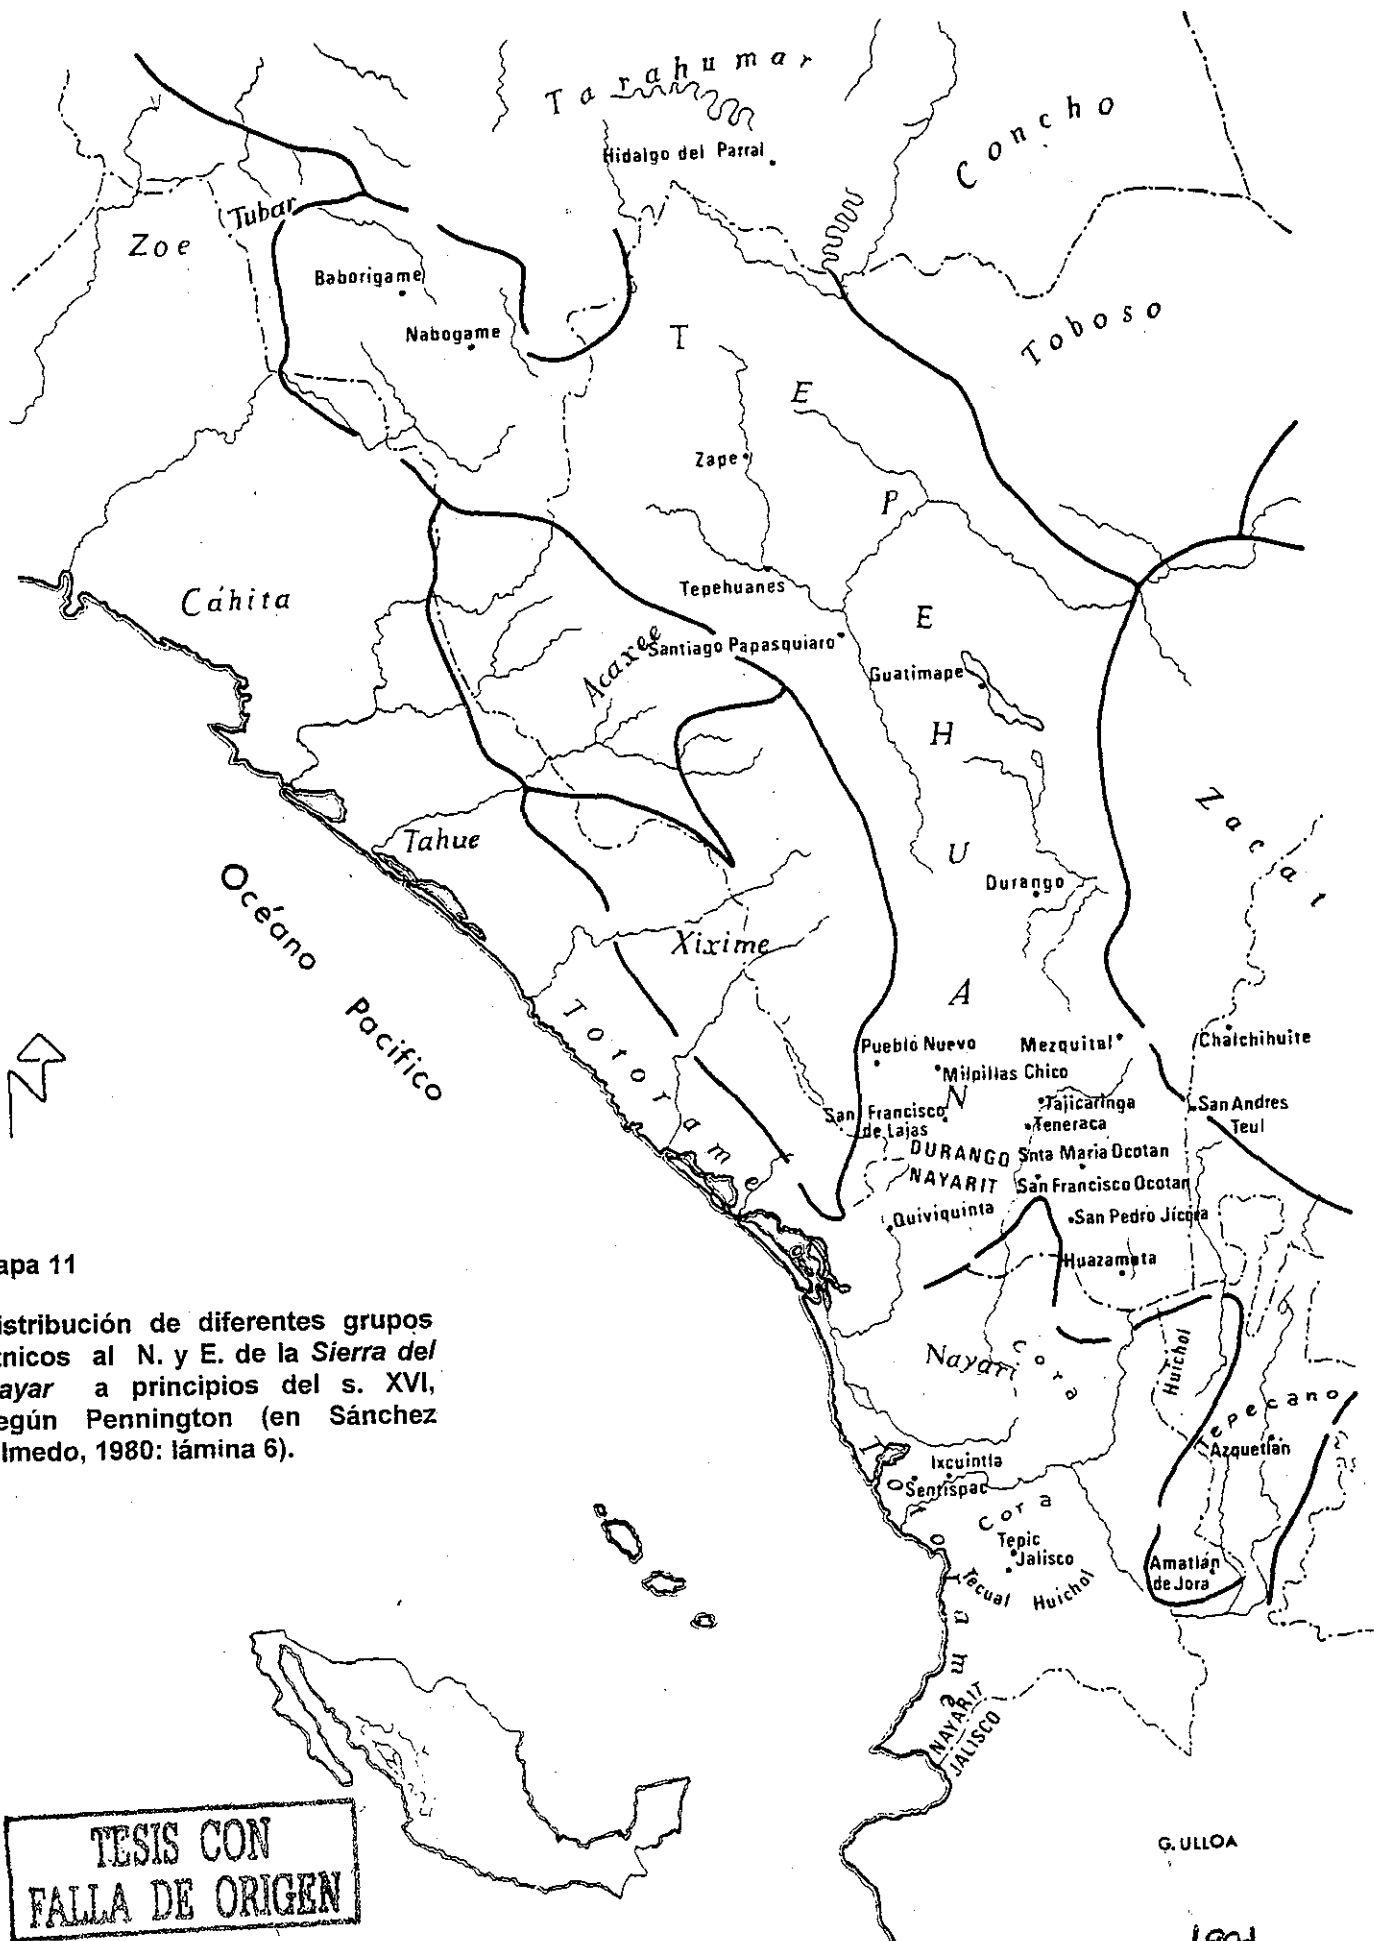 Tarahumar
Concho
Hidalgo del Parral
Tubar
Zoe
Baborigame
Nabogame
Toboso
TEPEHUAN
Zape
Tepehuanes
Cáhita
Acaxee
Santiago Papasquiaro
Guatimape
Zacat
Tahue
Durango
Océano Pacífico
Xixime
Totorame
Pueblo Nuevo
Mezquital
Chalchihuite
Milpillas Chico
San Francisco
de Lajas
Tajicaringa
Teneraca
San Andres
Teul
DURANGO
NAYARIT
Snta Maria Ocotan
San Francisco Ocotan
Quiviquinta
San Pedro Jícora
Huazamota
N
apa 11
istribución de diferentes grupos
tnicos al N. y E. de la Sierra del
ayar a principios del s. XVI,
egún Pennington (en Sánchez
lmedo, 1980: lámina 6).
Nayari
Cora
Huichol
Tepecano
Azquetlán
Ixcuintla
Sentispac
Totorame
Cora
Tepic
Jalisco
Tecual Huichol
Amatlán
de Jora
NAYARIT
JALISCO
TESIS CON
FALLA DE ORIGEN
G. ULLOA